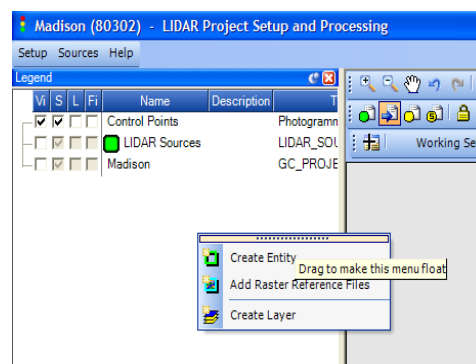 Madison (80302) - LIDAR Project Setup and Processing
Setup Sources Help
Legend
Vi S L Fi Name Description T
Control Points Photogramm
LIDAR Sources LIDAR_SOU
Madison GC_PROJE
Working Se
Create Entity
Drag to make this menu float
Add Raster Reference Files
Create Layer